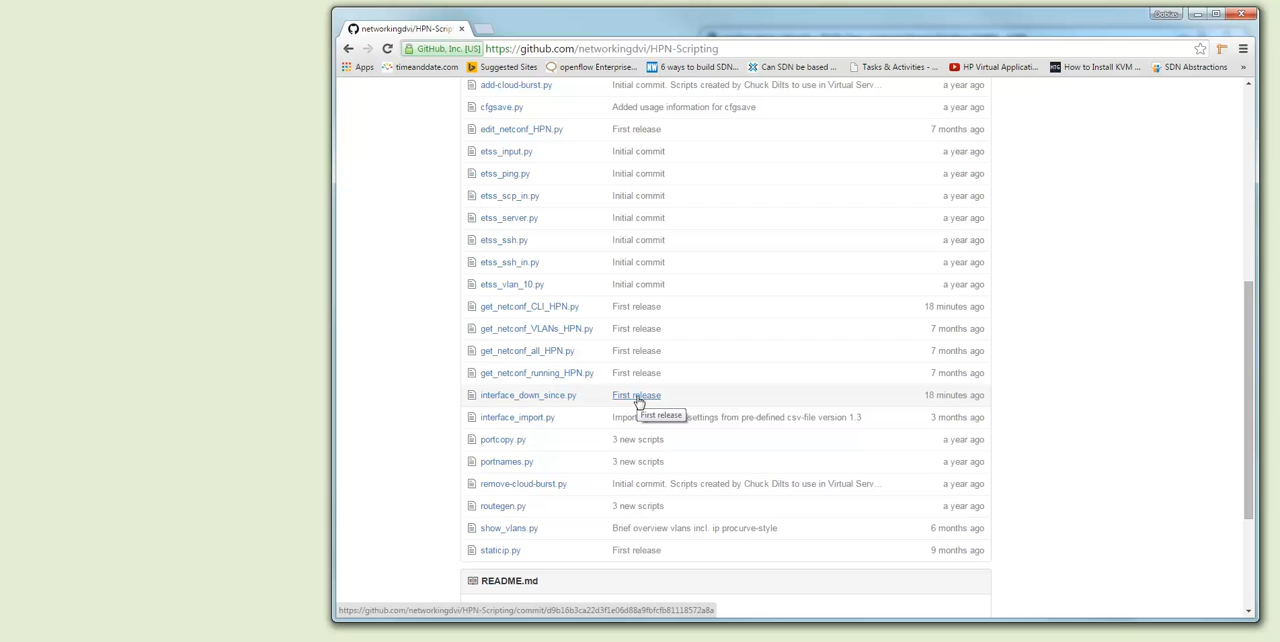 Dobias
networkingdvi/HPN-Scrip
GitHub, Inc. [US] https://github.com/networkingdvi/HPN-Scripting
Apps timeanddate.com Suggested Sites openflow Enterprise... 6 ways to build SDN... Can SDN be based ... Tasks & Activities - ... HP Virtual Applicati... HTG How to Install KVM ... SDN Abstractions »
add-cloud-burst.py Initial commit. Scripts created by Chuck Dilts to use in Virtual Serv... a year ago
cfgsave.py Added usage information for cfgsave a year ago
edit_netconf_HPN.py First release 7 months ago
etss_input.py Initial commit a year ago
etss_ping.py Initial commit a year ago
etss_scp_in.py Initial commit a year ago
etss_server.py Initial commit a year ago
etss_ssh.py Initial commit a year ago
etss_ssh_in.py Initial commit a year ago
etss_vlan_10.py Initial commit a year ago
get_netconf_CLI_HPN.py First release 18 minutes ago
get_netconf_VLANs_HPN.py First release 7 months ago
get_netconf_all_HPN.py First release 7 months ago
get_netconf_running_HPN.py First release 7 months ago
interface_down_since.py First release 18 minutes ago
First release
interface_import.py Impor settings from pre-defined csv-file version 1.3 3 months ago
portcopy.py 3 new scripts a year ago
portnames.py 3 new scripts a year ago
remove-cloud-burst.py Initial commit. Scripts created by Chuck Dilts to use in Virtual Serv... a year ago
routegen.py 3 new scripts a year ago
show_vlans.py Brief overview vlans incl. ip procurve-style 6 months ago
staticip.py First release 9 months ago
README.md
https://github.com/networkingdvi/HPN-Scripting/commit/d9b16b3ca22d3f1e06d88a9fbfcfb81118572a8a